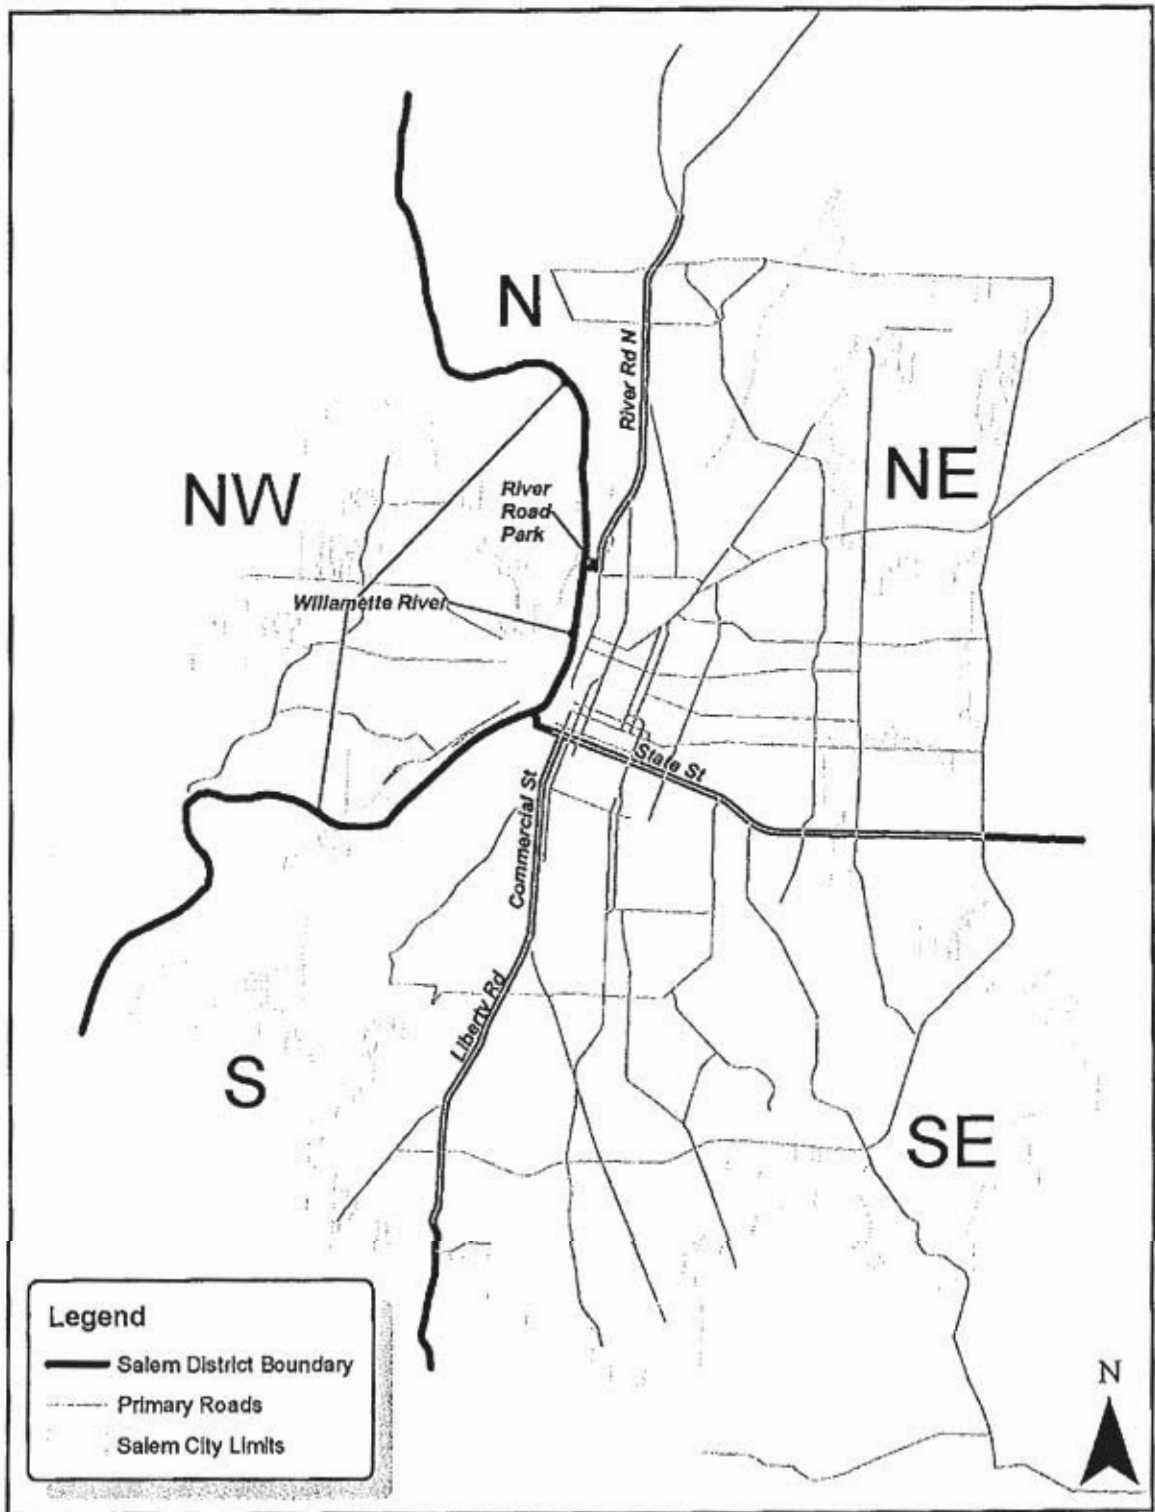 N
River Rd N
NW
NE
River
Road
Park
Willamette River
State St
Commercial St
Liberty Rd
S
SE
Legend
Salem District Boundary
Primary Roads
Salem City Limits
N